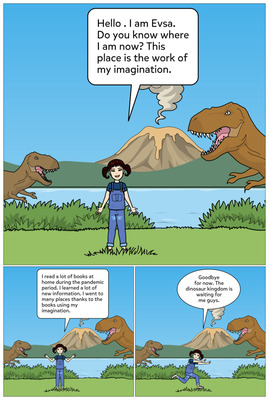 Hello . I am Evsa.
Do you know where
I am now? This
place is the work of
my imagination.
I read a lot of books at
home during the pandemic
period. I learned a lot of
new information. I went to
many places thanks to the
books using my
imagination.
Goodbye
for now. The
dinosaur kingdom is
waiting for
me guys.